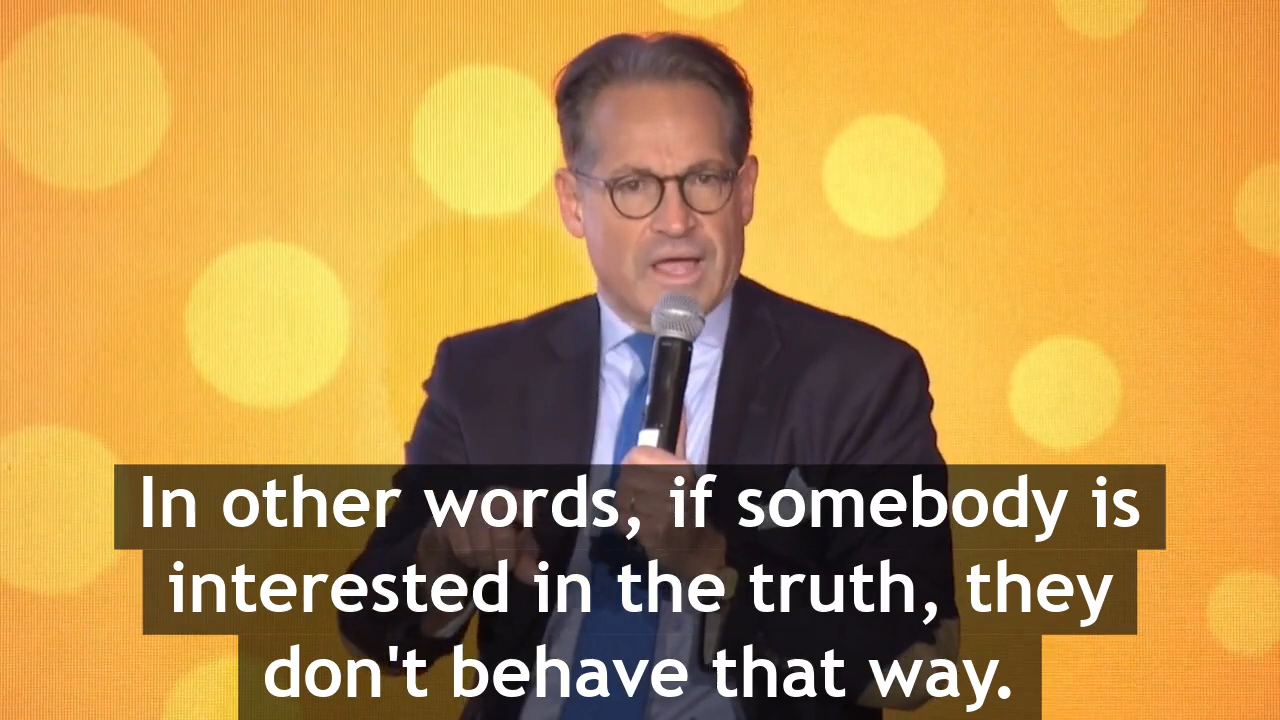 In other words, if somebody is
interested in the truth, they
don't behave that way.